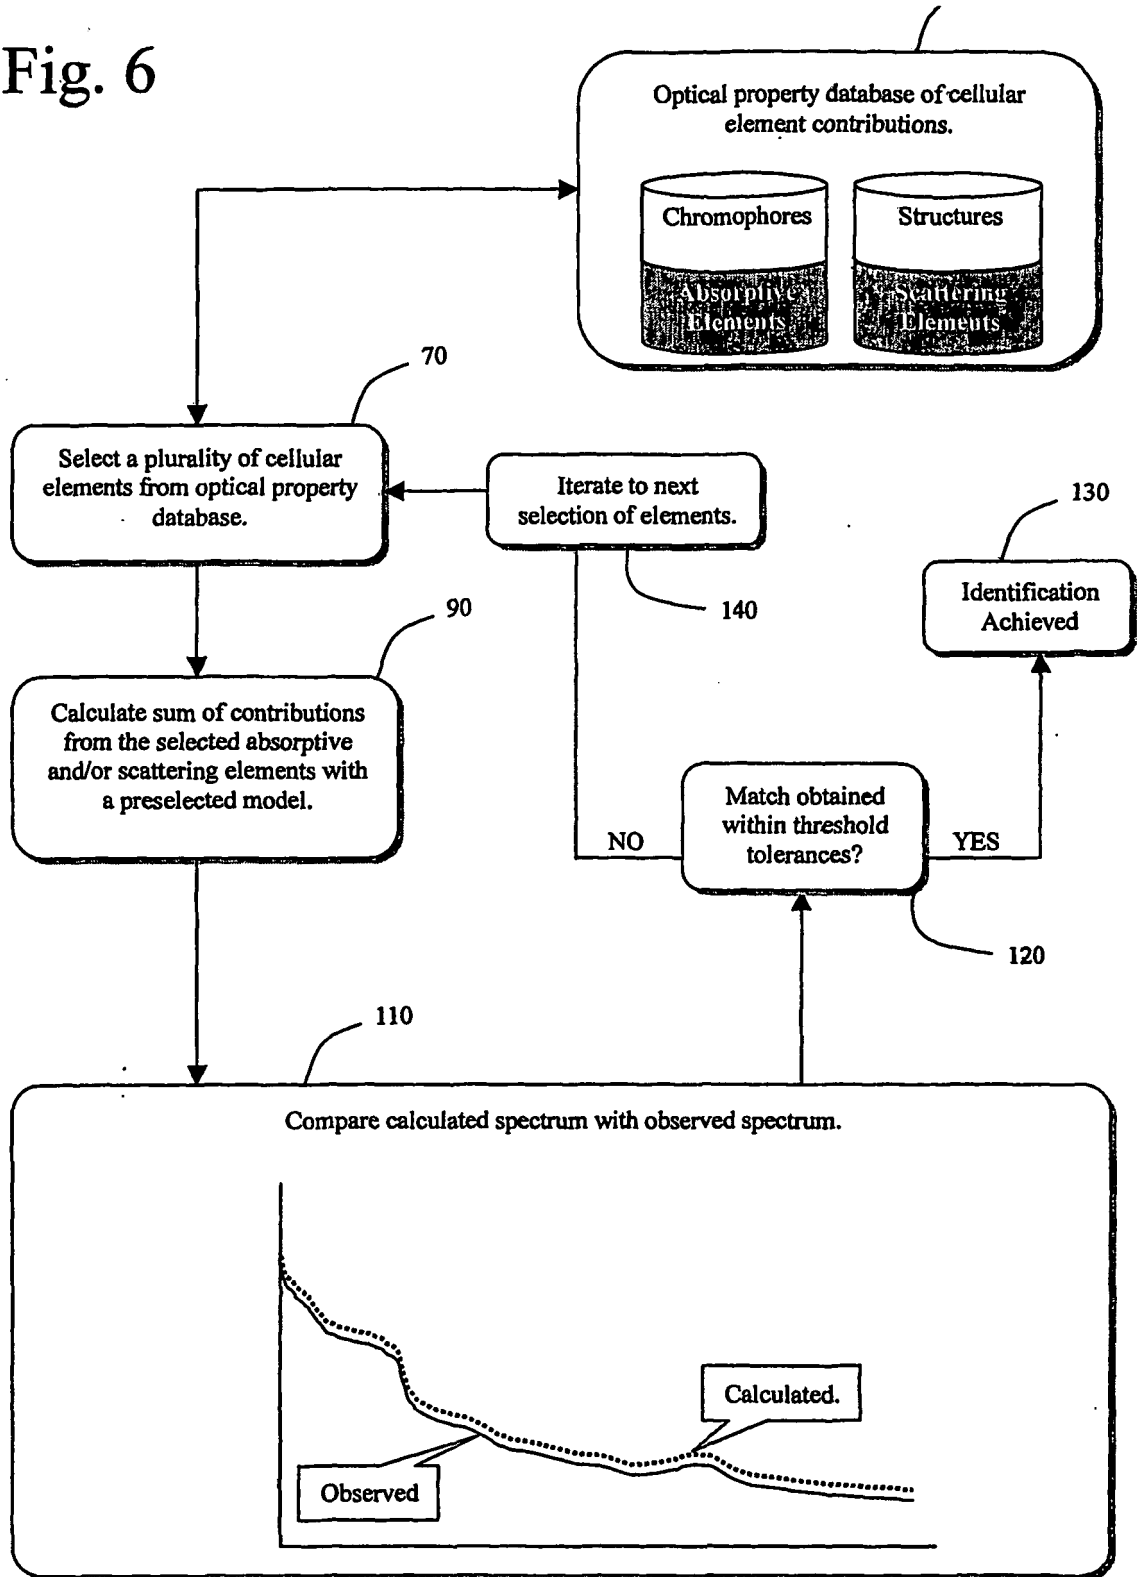 Fig. 6
Optical property database of cellular
element contributions.
Chromophores
Absorptive
Elements
Structures
Scattering
Elements
70
Select a plurality of cellular
elements from optical property
database.
Iterate to next
selection of elements.
140
130
Identification
Achieved
90
Calculate sum of contributions
from the selected absorptive
and/or scattering elements with
a preselected model.
Match obtained
within threshold
tolerances?
NO
YES
120
110
Compare calculated spectrum with observed spectrum.
Calculated.
Observed